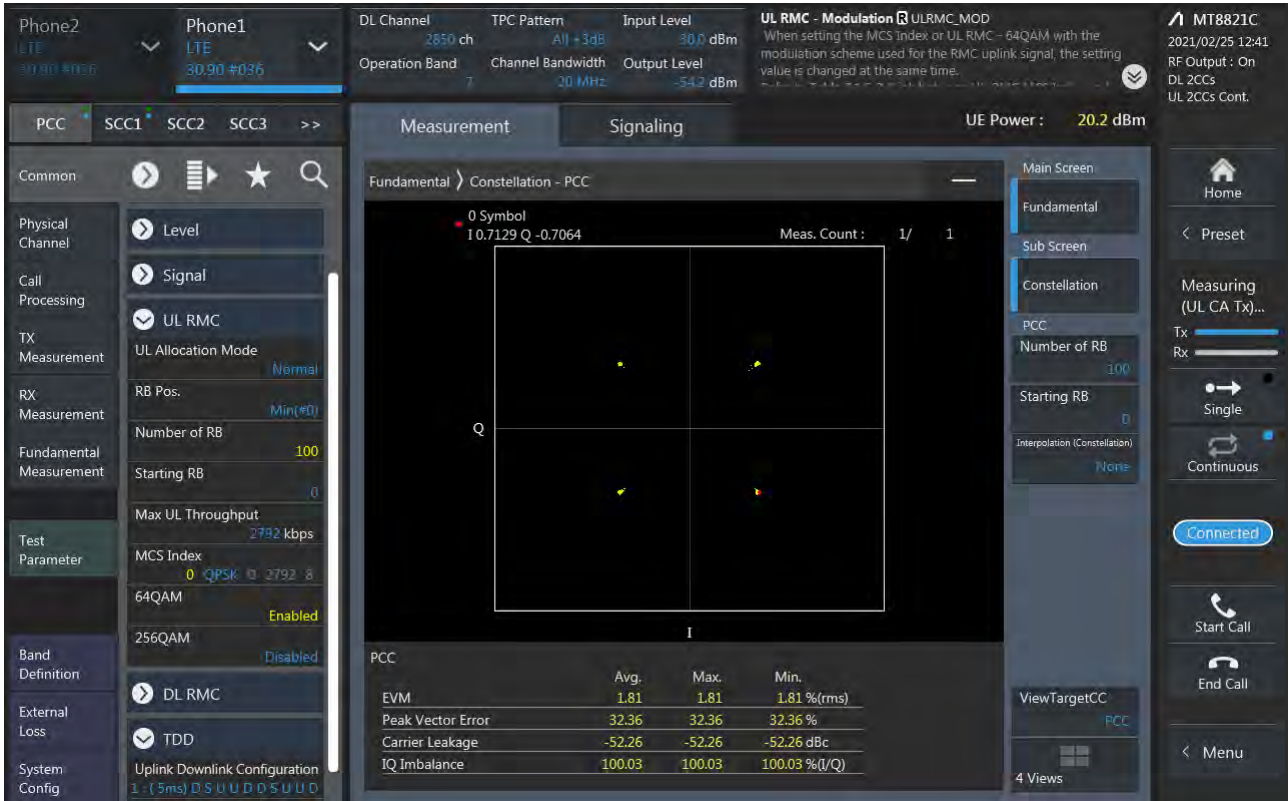 Phone2
LTE
30.90 #036
Phone1
LTE
30.90 #036
DL Channel
2850 ch
TPC Pattern
All +3dB
Input Level
30.0 dBm
Operation Band
7
Channel Bandwidth
20 MHz
Output Level
-54.2 dBm
UL RMC - Modulation R ULRMC_MOD
When setting the MCS Index or UL RMC - 64QAM with the
modulation scheme used for the RMC uplink signal, the setting
value is changed at the same time.
MT8821C
2021/02/25 12:41
RF Output : On
DL 2CCs
UL 2CCs Cont.
PCC SCC1 SCC2 SCC3 >>
Measurement
Signaling
UE Power : 20.2 dBm
Common
Physical
Channel
Call
Processing
TX
Measurement
RX
Measurement
Fundamental
Measurement
Test
Parameter
Band
Definition
External
Loss
System
Config
Level
Signal
UL RMC
UL Allocation Mode
Normal
RB Pos.
Min(#0)
Number of RB
100
Starting RB
0
Max UL Throughput
2792 kbps
MCS Index
0 QPSK 0 2792 8
64QAM
Enabled
256QAM
Disabled
DL RMC
TDD
Uplink Downlink Configuration
1 : ( 5ms) D S U U D D S U U D
Fundamental > Constellation - PCC
0 Symbol
I 0.7129 Q -0.7064
Meas. Count : 1/ 1
Q
I
PCC
Avg. Max. Min.
EVM 1.81 1.81 1.81 %(rms)
Peak Vector Error 32.36 32.36 32.36 %
Carrier Leakage -52.26 -52.26 -52.26 dBc
IQ Imbalance 100.03 100.03 100.03 %(I/Q)
Main Screen
Fundamental
Sub Screen
Constellation
PCC
Number of RB
100
Starting RB
0
Interpolation (Constellation)
None
ViewTargetCC
PCC
4 Views
Home
< Preset
Measuring
(UL CA Tx)...
Tx
Rx
Single
Continuous
Connected
Start Call
End Call
< Menu